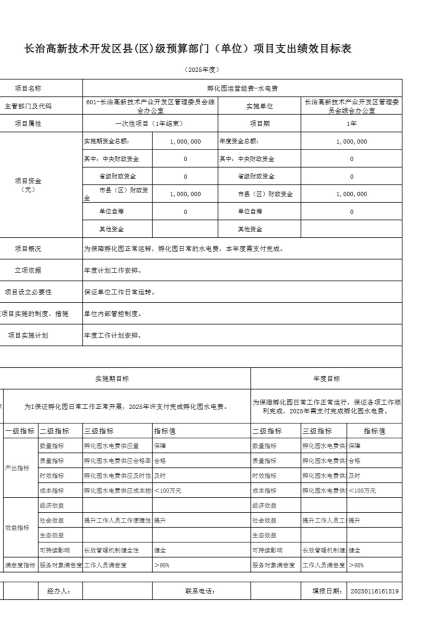 长治高新技术开发区县(区)级预算部门（单位）项目支出绩效目标表
（2025年度）
项目名称 孵化园运营经费-水电费
主管部门及代码 601-长治高新技术产业开发区管理委员会综合办公室 实施单位 长治高新技术产业开发区管理委员会综合办公室
项目属性 一次性项目（1年结束） 项目期 1年
项目资金（元）
实施期资金总额： 1,000,000 年度资金总额： 1,000,000
其中：中央财政资金 0 其中：中央财政资金 0
省级财政资金 0 省级财政资金 0
市县（区）财政资金 1,000,000 市县（区）财政资金 1,000,000
单位自筹 0 单位自筹 0
其他资金 其他资金
项目概况 为保障孵化园正常运转，孵化园日常的水电费，本年度需支付完成。
立项依据 年度计划工作安排。
项目设立必要性 保证单位工作日常运转。
项目实施的制度、措施 单位内部管控制度。
项目实施计划 年度工作计划安排。
实施期目标 年度目标
为1保证孵化园日常工作正常开展，2025年许支付完成孵化园水电费。
为保障孵化园日常工作正常运行，保证各项工作顺利完成，2025年需支付完成孵化园水电费。
一级指标 二级指标 三级指标 指标值 二级指标 三级指标 指标值
产出指标
数量指标 孵化园水电费供应量 保障 数量指标 孵化园水电费供 保障
质量指标 孵化园水电费供应合格率 合格 质量指标 孵化园水电费供 合格
时效指标 孵化园水电费供应及时性 及时 时效指标 孵化园水电费供 及时
成本指标 孵化园水电费供应成本控 <100万元 成本指标 孵化园水电费供 <100万元
效益指标
经济效益 经济效益
社会效益 提升工作人员工作便捷性 提升 社会效益 提升工作人员工 提升
生态效益 生态效益
可持续影响 长效管理机制健全性 健全 可持续影响 长效管理机制健 健全
满意度指标 服务对象满意度 工作人员满意度 >98% 服务对象满意度 工作人员满意度 >98%
经办人： 联系电话： 填报日期： 20250116161519